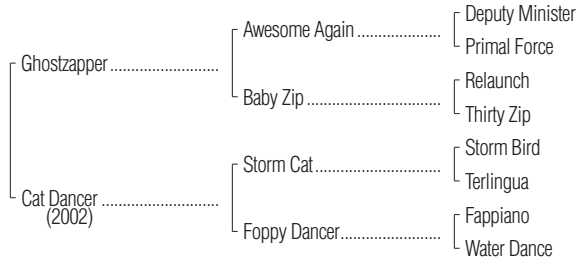 Deputy Minister
Awesome Again ....................
Primal Force
Ghostzapper ..........................
Relaunch
Baby Zip ................................
Thirty Zip
Storm Bird
Storm Cat ..............................
Terlingua
Cat Dancer ............................
(2002)
Fappiano
Foppy Dancer........................
Water Dance